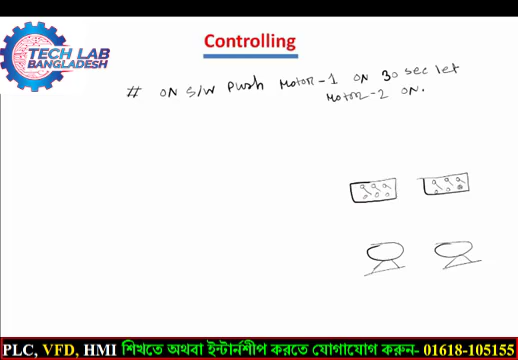 TECH LAB
BANGLADESH
Controlling
# ON S/W Push Motor-1 ON 30 sec let
Motor-2 ON.
PLC, VFD, HMI শিখতে অথবা ইন্টার্নশীপ করতে যোগাযোগ করুন- 01618-105155